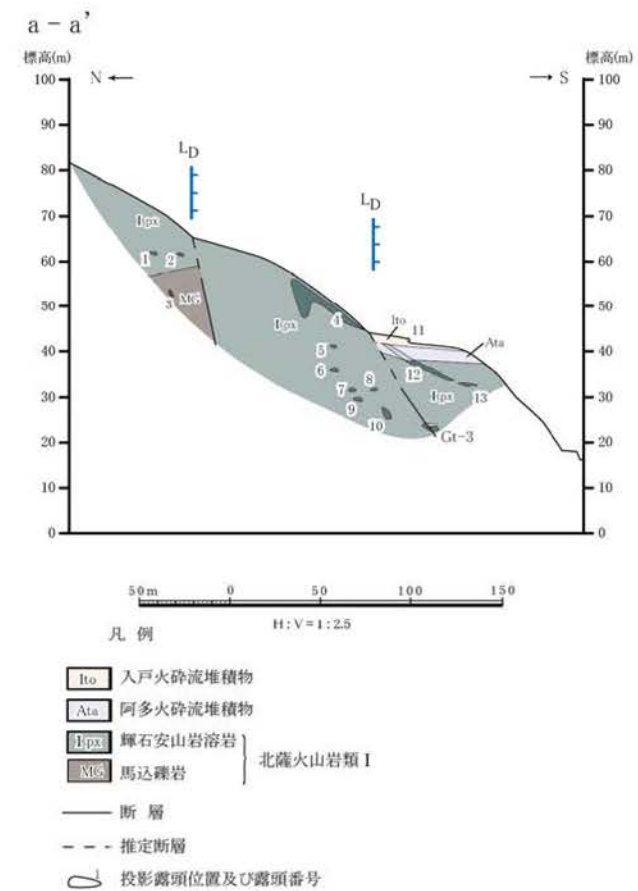 a－a’
標高(m) 標高(m)
N S
100 100
90 90
80 80
70 70
60 60
50 50
40 40
30 30
20 20
10 10
0 0
LD
LD
Ⅰpx
1 2
3 MG
Ⅰpx
4
Ito 11
Ata
5
6
7 8
9
10
12
Ⅰpx
13
Gt-3
50m 0 50 100 150
H : V = 1 : 2.5
凡 例
Ito 入戸火砕流堆積物
Ata 阿多火砕流堆積物
Ⅰpx 輝石安山岩溶岩
MG 馬込礫岩
北薩火山岩類Ⅰ
断 層
推定断層
投影露頭位置及び露頭番号